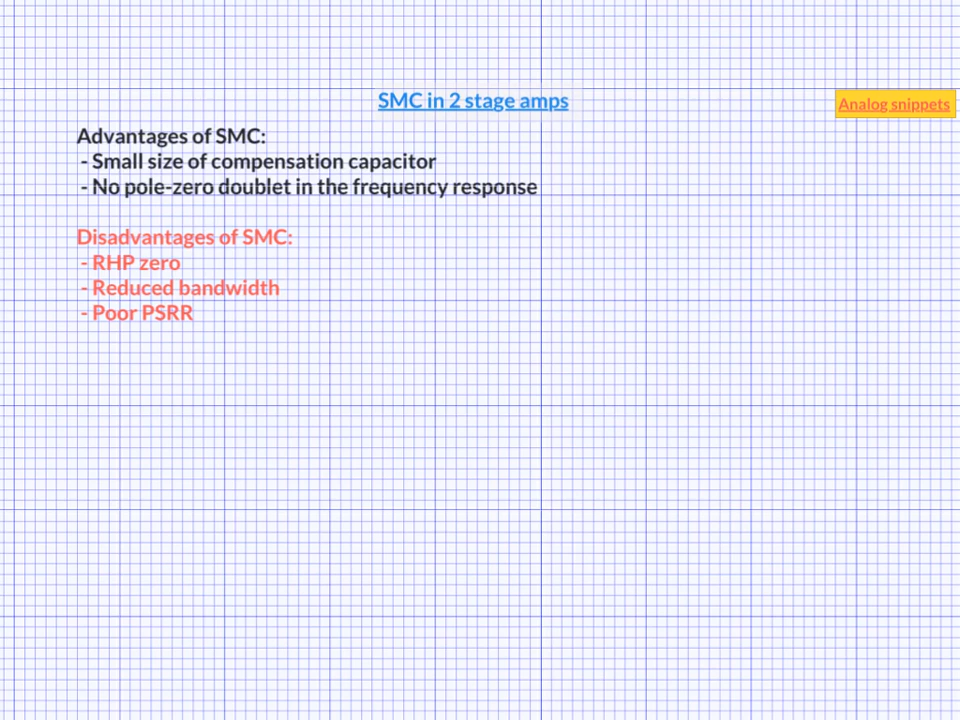 SMC in 2 stage amps
Analog snippets
Advantages of SMC:
- Small size of compensation capacitor
- No pole-zero doublet in the frequency response
Disadvantages of SMC:
- RHP zero
- Reduced bandwidth
- Poor PSRR